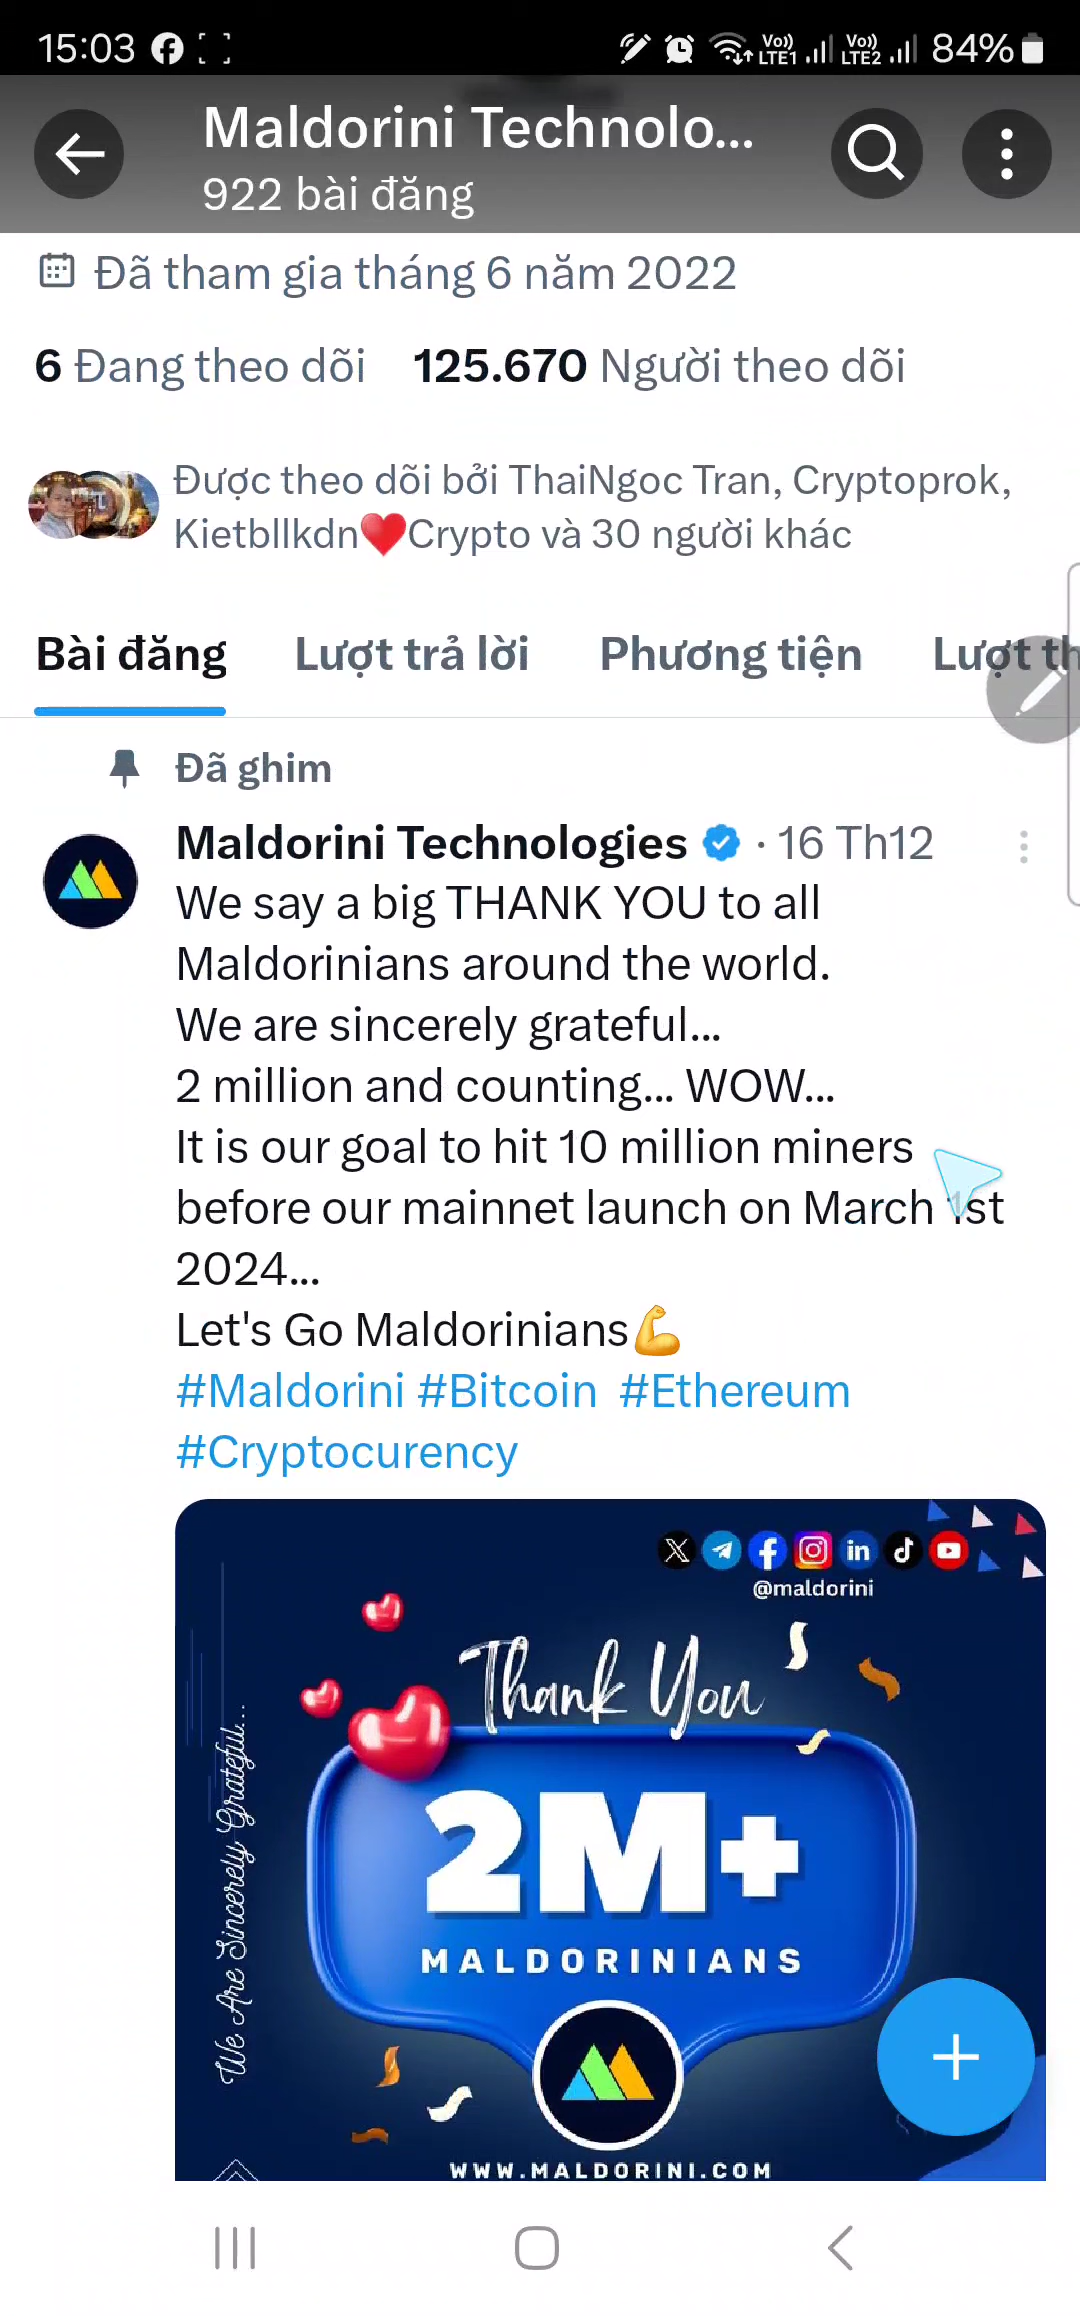 15:03
Vo)) LTE1 Vo)) LTE2 84%
Maldorini Technolo...
922 bài đăng
Đã tham gia tháng 6 năm 2022
6 Đang theo dõi 125.670 Người theo dõi
Được theo dõi bởi ThaiNgoc Tran, Cryptoprok,
Kietbllkdn❤️Crypto và 30 người khác
Bài đăng Lượt trả lời Phương tiện Lượt th
Đã ghim
Maldorini Technologies · 16 Th12
We say a big THANK YOU to all
Maldorinians around the world.
We are sincerely grateful...
2 million and counting... WOW...
It is our goal to hit 10 million miners
before our mainnet launch on March 1st
2024...
Let's Go Maldorinians💪
#Maldorini #Bitcoin #Ethereum
#Cryptocurency
@maldorini
Thank You
We Are Sincerely Grateful...
2M+
MALDORINIANS
WWW.MALDORINI.COM